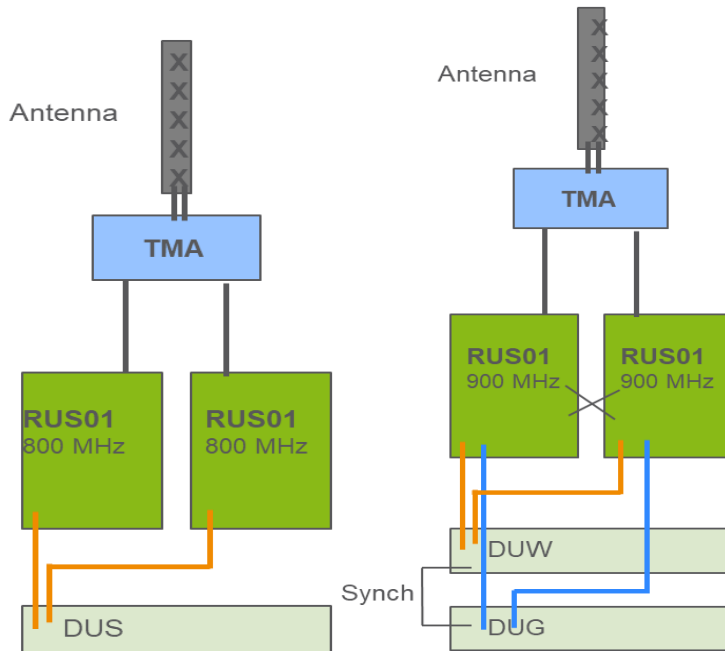 Antenna
X
X
X
X
X
TMA
RUS01
800 MHz
RUS01
800 MHz
DUS
Antenna
X
X
X
X
X
TMA
RUS01
900 MHz
RUS01
900 MHz
DUW
Synch
DUG